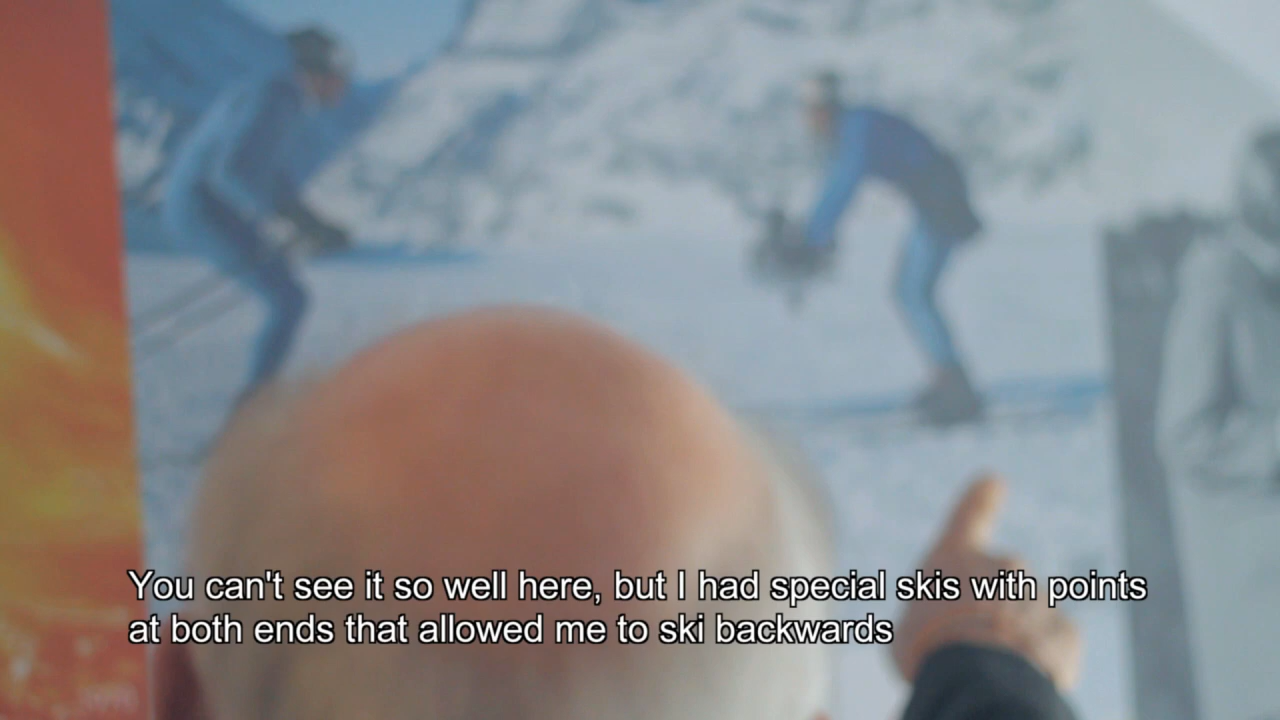 You can't see it so well here, but I had special skis with points
at both ends that allowed me to ski backwards